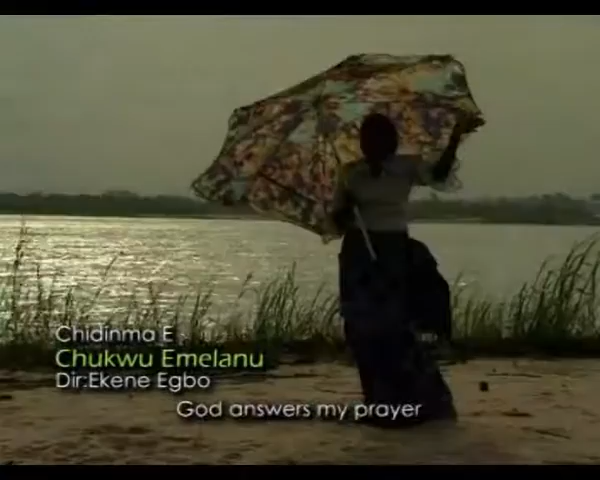 Chidinma E
Chukwu Emelanu
Dir:Ekene Egbo
God answers my prayer